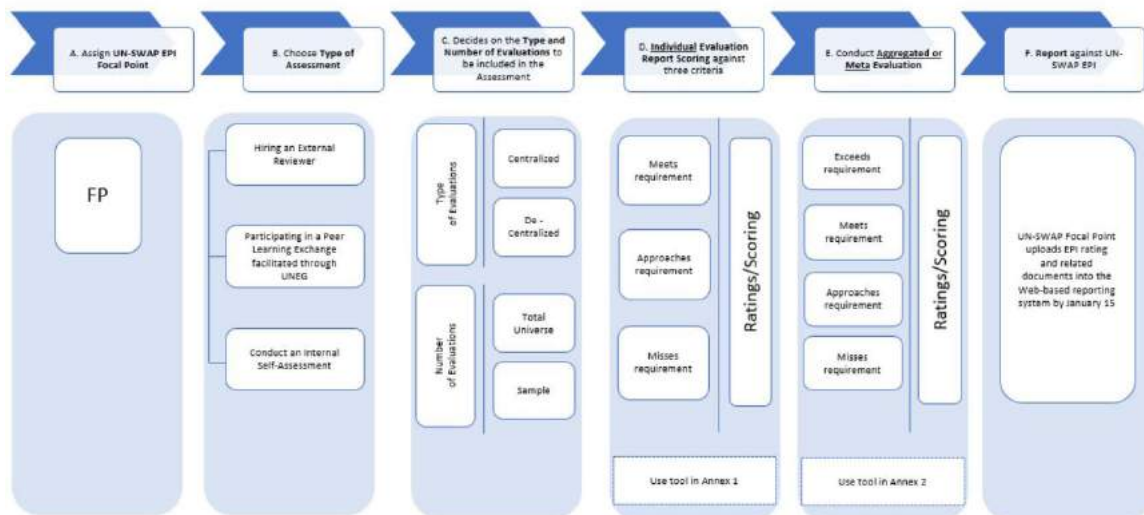 A. Assign UN-SWAP EPI
Focal Point
B. Choose Type of
Assessment
C. Decides on the Type and
Number of Evaluations to
be included in the
Assessment
D. Individual Evaluation
Report Scoring against
three criteria
E. Conduct Aggregated or
Meta Evaluation
F. Report against UN-
SWAP EPI
FP
Hiring an External
Reviewer
Participating in a Peer
Learning Exchange
facilitated through
UNEG
Conduct an Internal
Self-Assessment
Type
of Evaluations
Centralized
De -
Centralized
Number
of Evaluations
Total
Universe
Sample
Meets
requirement
Approaches
requirement
Misses
requirement
Ratings/Scoring
Use tool in Annex 1
Exceeds
requirement
Meets
requirement
Approaches
requirement
Misses
requirement
Ratings/Scoring
Use tool in Annex 2
UN-SWAP Focal Point
uploads EPI rating
and related
documents into the
Web-based reporting
system by January 15